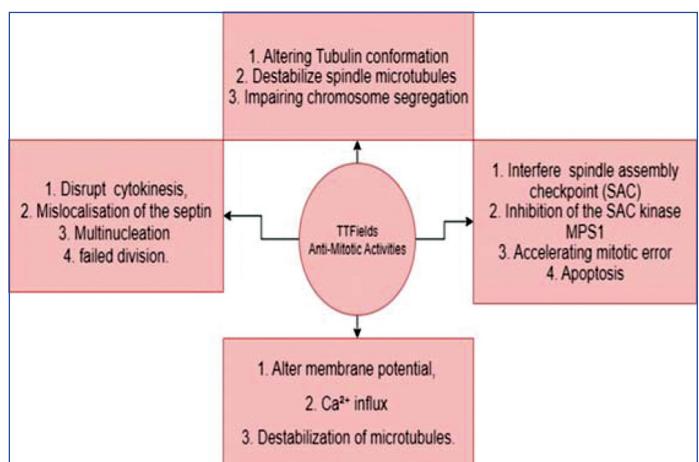 1. Altering Tubulin conformation
2. Destabilize spindle microtubules
3. Impairing chromosome segregation
1. Disrupt cytokinesis,
2. Mislocalisation of the septin
3. Multinucleation
4. failed division.
TTFields
Anti-Mitotic Activities
1. Interfere spindle assembly
checkpoint (SAC)
2. Inhibition of the SAC kinase
MPS1
3. Accelerating mitotic error
4. Apoptosis
1. Alter membrane potential,
2. Ca²⁺ influx
3. Destabilization of microtubules.